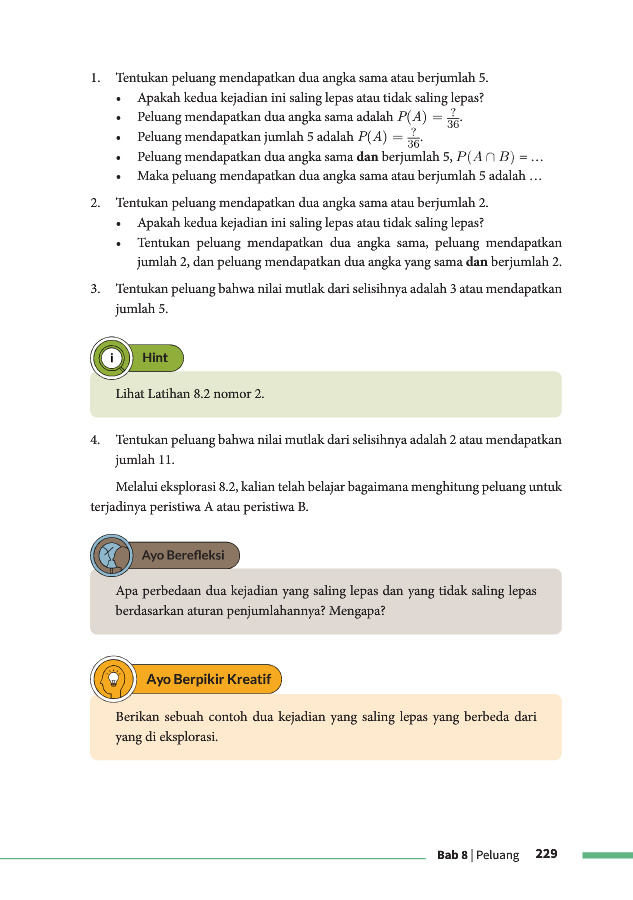 1. Tentukan peluang mendapatkan dua angka sama atau berjumlah 5.
• Apakah kedua kejadian ini saling lepas atau tidak saling lepas?
• Peluang mendapatkan dua angka sama adalah P(A) = ?/36.
• Peluang mendapatkan jumlah 5 adalah P(A) = ?/36.
• Peluang mendapatkan dua angka sama dan berjumlah 5, P(A ∩ B) = …
• Maka peluang mendapatkan dua angka sama atau berjumlah 5 adalah …
2. Tentukan peluang mendapatkan dua angka sama atau berjumlah 2.
• Apakah kedua kejadian ini saling lepas atau tidak saling lepas?
• Tentukan peluang mendapatkan dua angka sama, peluang mendapatkan
jumlah 2, dan peluang mendapatkan dua angka yang sama dan berjumlah 2.
3. Tentukan peluang bahwa nilai mutlak dari selisihnya adalah 3 atau mendapatkan
jumlah 5.
i Hint
Lihat Latihan 8.2 nomor 2.
4. Tentukan peluang bahwa nilai mutlak dari selisihnya adalah 2 atau mendapatkan
jumlah 11.
Melalui eksplorasi 8.2, kalian telah belajar bagaimana menghitung peluang untuk
terjadinya peristiwa A atau peristiwa B.
Ayo Berefleksi
Apa perbedaan dua kejadian yang saling lepas dan yang tidak saling lepas
berdasarkan aturan penjumlahannya? Mengapa?
Ayo Berpikir Kreatif
Berikan sebuah contoh dua kejadian yang saling lepas yang berbeda dari
yang di eksplorasi.
Bab 8 | Peluang 229